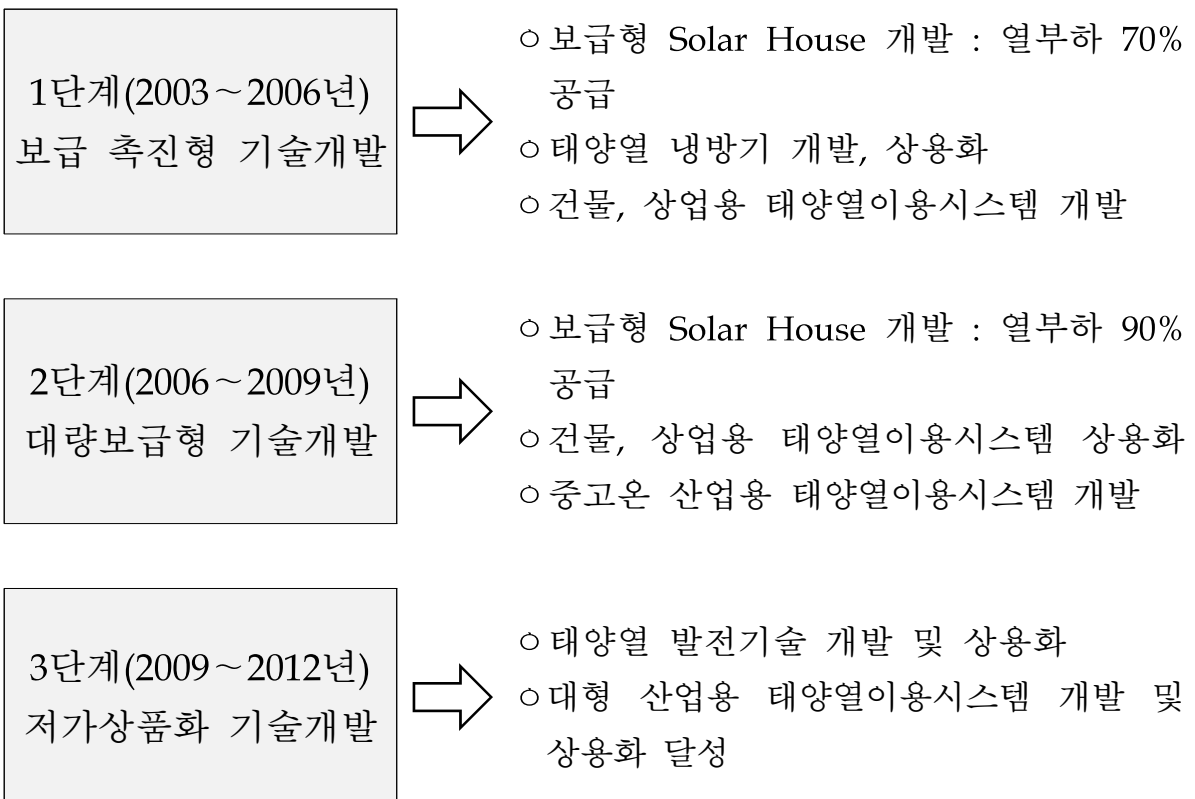 1단계(2003～2006년)
보급 촉진형 기술개발
ㅇ보급형 Solar House 개발 : 열부하 70%
공급
ㅇ태양열 냉방기 개발, 상용화
ㅇ건물, 상업용 태양열이용시스템 개발
2단계(2006～2009년)
대량보급형 기술개발
ㅇ보급형 Solar House 개발 : 열부하 90%
공급
ㅇ건물, 상업용 태양열이용시스템 상용화
ㅇ중고온 산업용 태양열이용시스템 개발
3단계(2009～2012년)
저가상품화 기술개발
ㅇ태양열 발전기술 개발 및 상용화
ㅇ대형 산업용 태양열이용시스템 개발 및
상용화 달성